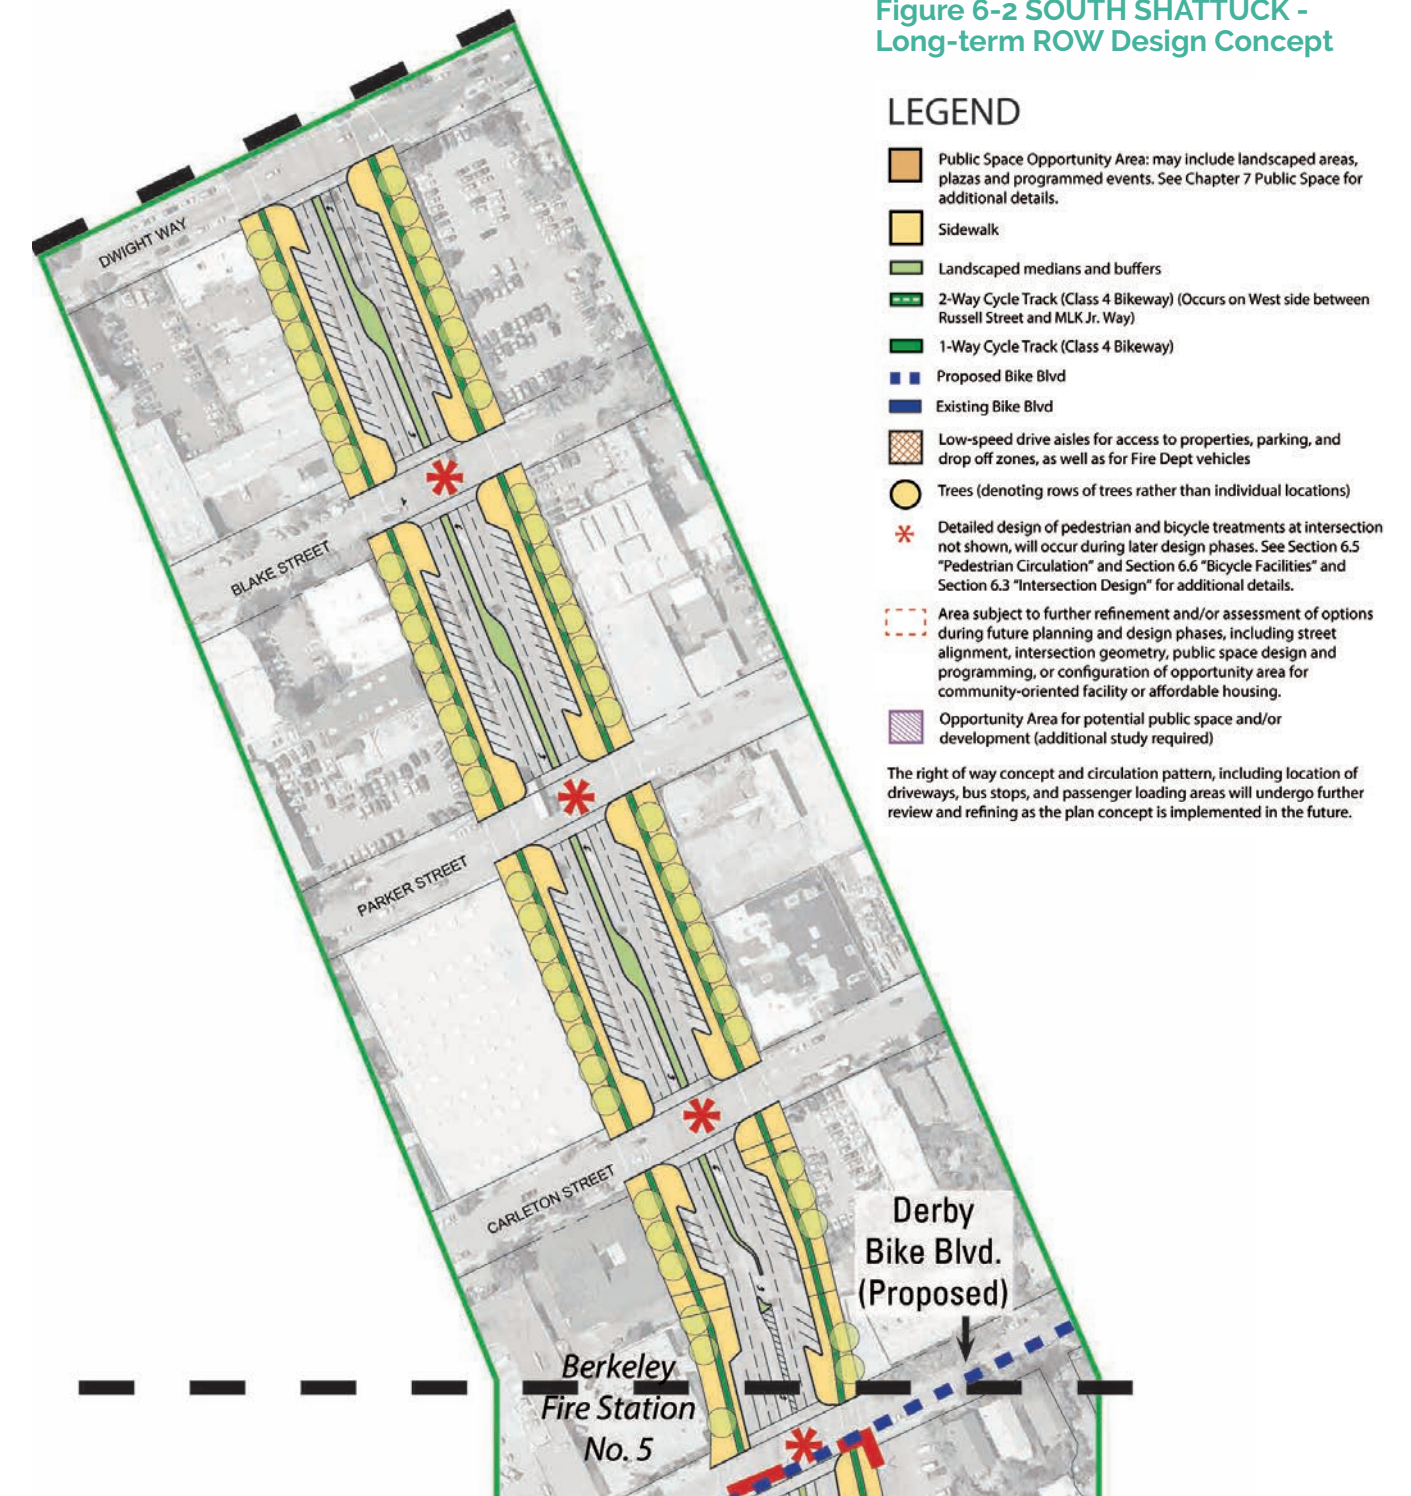 Figure 6-2 SOUTH SHATTUCK -
Long-term ROW Design Concept
LEGEND
Public Space Opportunity Area: may include landscaped areas,
plazas and programmed events. See Chapter 7 Public Space for
additional details.
Sidewalk
Landscaped medians and buffers
2-Way Cycle Track (Class 4 Bikeway) (Occurs on West side between
Russell Street and MLK Jr. Way)
1-Way Cycle Track (Class 4 Bikeway)
Proposed Bike Blvd
Existing Bike Blvd
Low-speed drive aisles for access to properties, parking, and
drop off zones, as well as for Fire Dept vehicles
Trees (denoting rows of trees rather than individual locations)
Detailed design of pedestrian and bicycle treatments at intersection
not shown, will occur during later design phases. See Section 6.5
"Pedestrian Circulation" and Section 6.6 "Bicycle Facilities" and
Section 6.3 "Intersection Design" for additional details.
Area subject to further refinement and/or assessment of options
during future planning and design phases, including street
alignment, intersection geometry, public space design and
programming, or configuration of opportunity area for
community-oriented facility or affordable housing.
Opportunity Area for potential public space and/or
development (additional study required)
The right of way concept and circulation pattern, including location of
driveways, bus stops, and passenger loading areas will undergo further
review and refining as the plan concept is implemented in the future.
DWIGHT WAY
BLAKE STREET
PARKER STREET
CARLETON STREET
Derby
Bike Blvd.
(Proposed)
Berkeley
Fire Station
No. 5